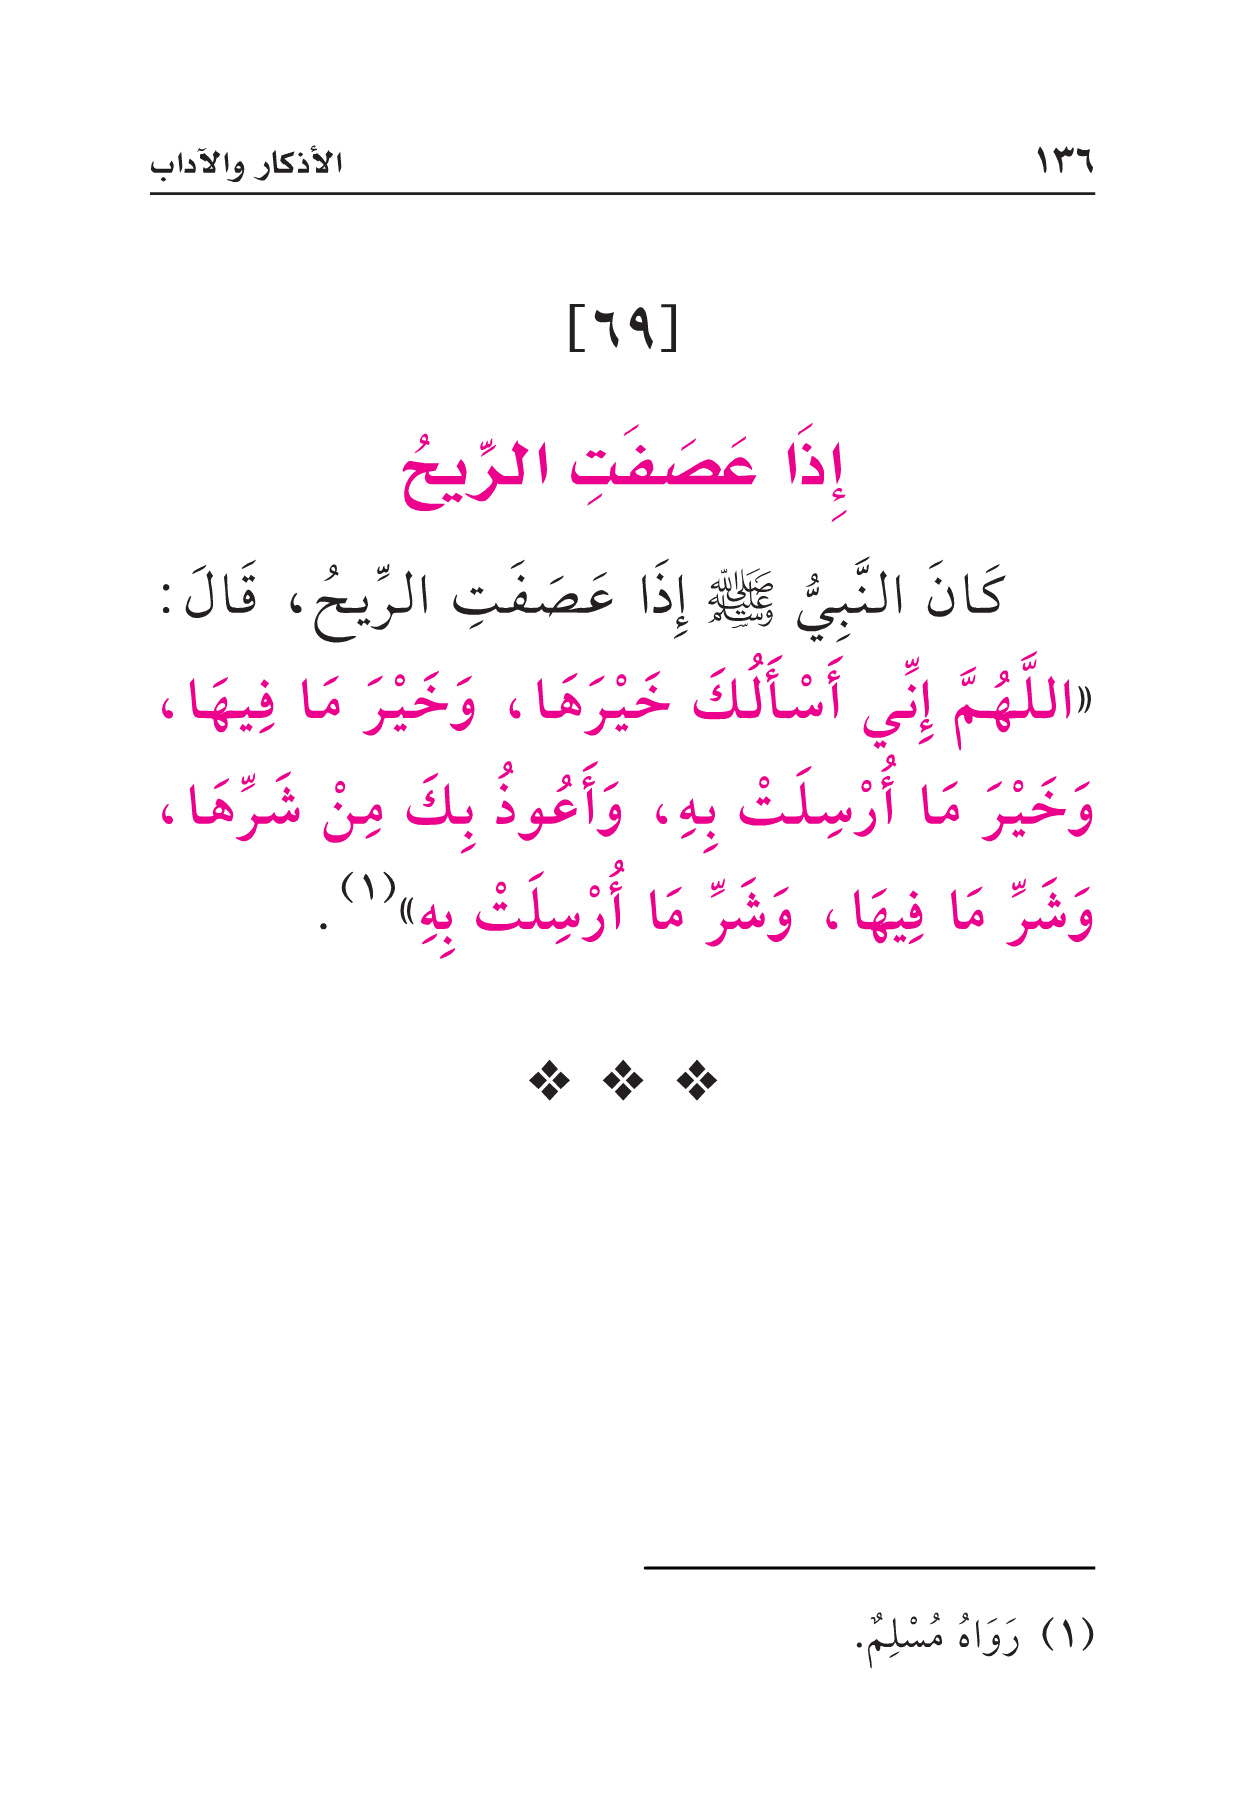 ١٣٦ الأذكار والآداب
[٦٩]
إِذَا عَصَفَتِ الرِّيحُ
كَانَ النَّبِيُّ ﷺ إِذَا عَصَفَتِ الرِّيحُ، قَالَ:
«اللَّهُمَّ إِنِّي أَسْأَلُكَ خَيْرَهَا، وَخَيْرَ مَا فِيهَا،
وَخَيْرَ مَا أُرْسِلَتْ بِهِ، وَأَعُوذُ بِكَ مِنْ شَرِّهَا،
وَشَرِّ مَا فِيهَا، وَشَرِّ مَا أُرْسِلَتْ بِهِ»(١).
(١) رَوَاهُ مُسْلِمٌ.